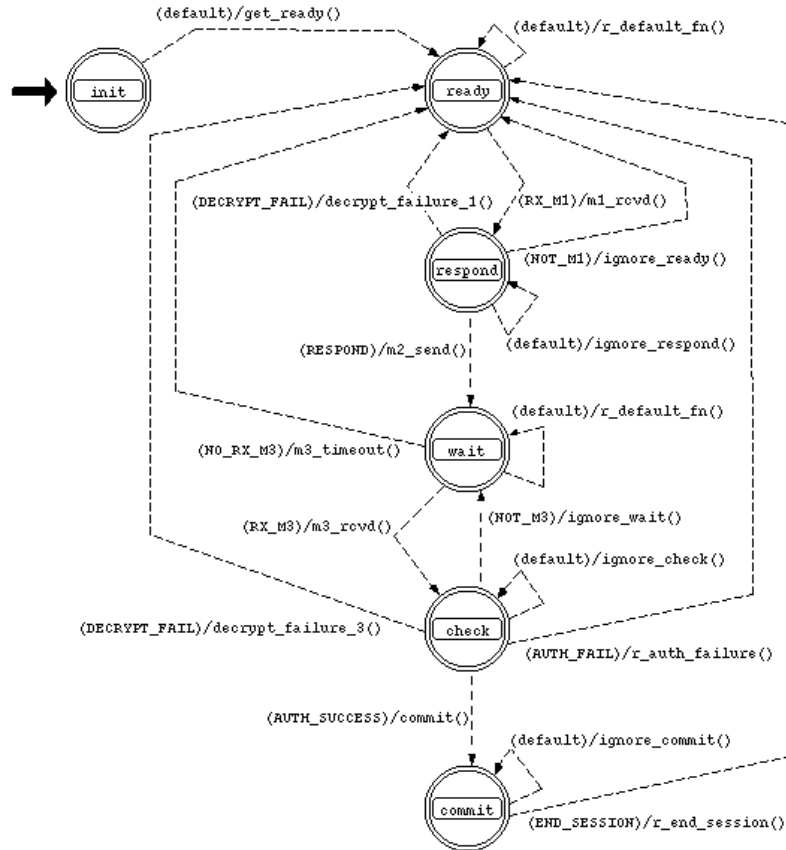 (default)/get_ready()
(default)/r_default_fn()
init
ready
(DECRYPT_FAIL)/decrypt_failure_1()
(RX_M1)/m1_rcvd()
(NOT_M1)/ignore_ready()
respond
(RESPOND)/m2_send()
(default)/ignore_respond()
(default)/r_default_fn()
(NO_RX_M3)/m3_timeout()
wait
(RX_M3)/m3_rcvd()
(NOT_M3)/ignore_wait()
(default)/ignore_check()
(DECRYPT_FAIL)/decrypt_failure_3()
check
(AUTH_FAIL)/r_auth_failure()
(AUTH_SUCCESS)/commit()
(default)/ignore_commit()
commit
(END_SESSION)/r_end_session()